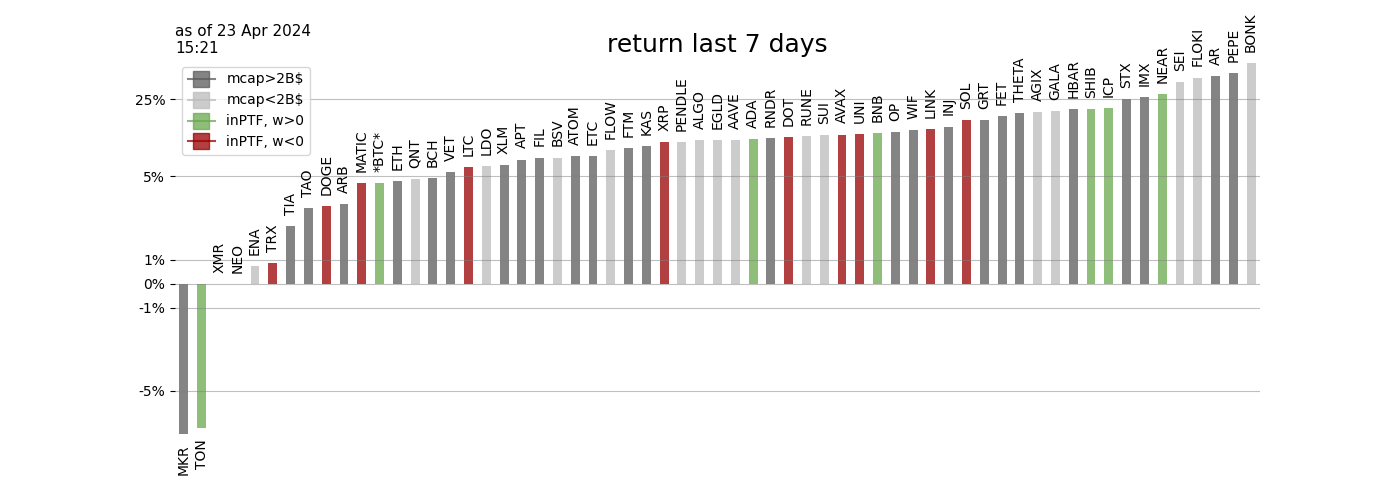 as of 23 Apr 2024
15:21
return last 7 days
mcap>2B$
mcap<2B$
inPTF, w>0
inPTF, w<0
25%
5%
1%
0%
-1%
-5%
MKR
TON
XMR
NEO
ENA
TRX
TIA
TAO
DOGE
ARB
MATIC
*BTC*
ETH
QNT
BCH
VET
LTC
LDO
XLM
APT
FIL
BSV
ATOM
ETC
FLOW
FTM
KAS
XRP
PENDLE
ALGO
EGLD
AAVE
ADA
RNDR
DOT
RUNE
SUI
AVAX
UNI
BNB
OP
WIF
LINK
INJ
SOL
GRT
FET
THETA
AGIX
GALA
HBAR
SHIB
ICP
STX
IMX
NEAR
SEI
FLOKI
AR
PEPE
BONK